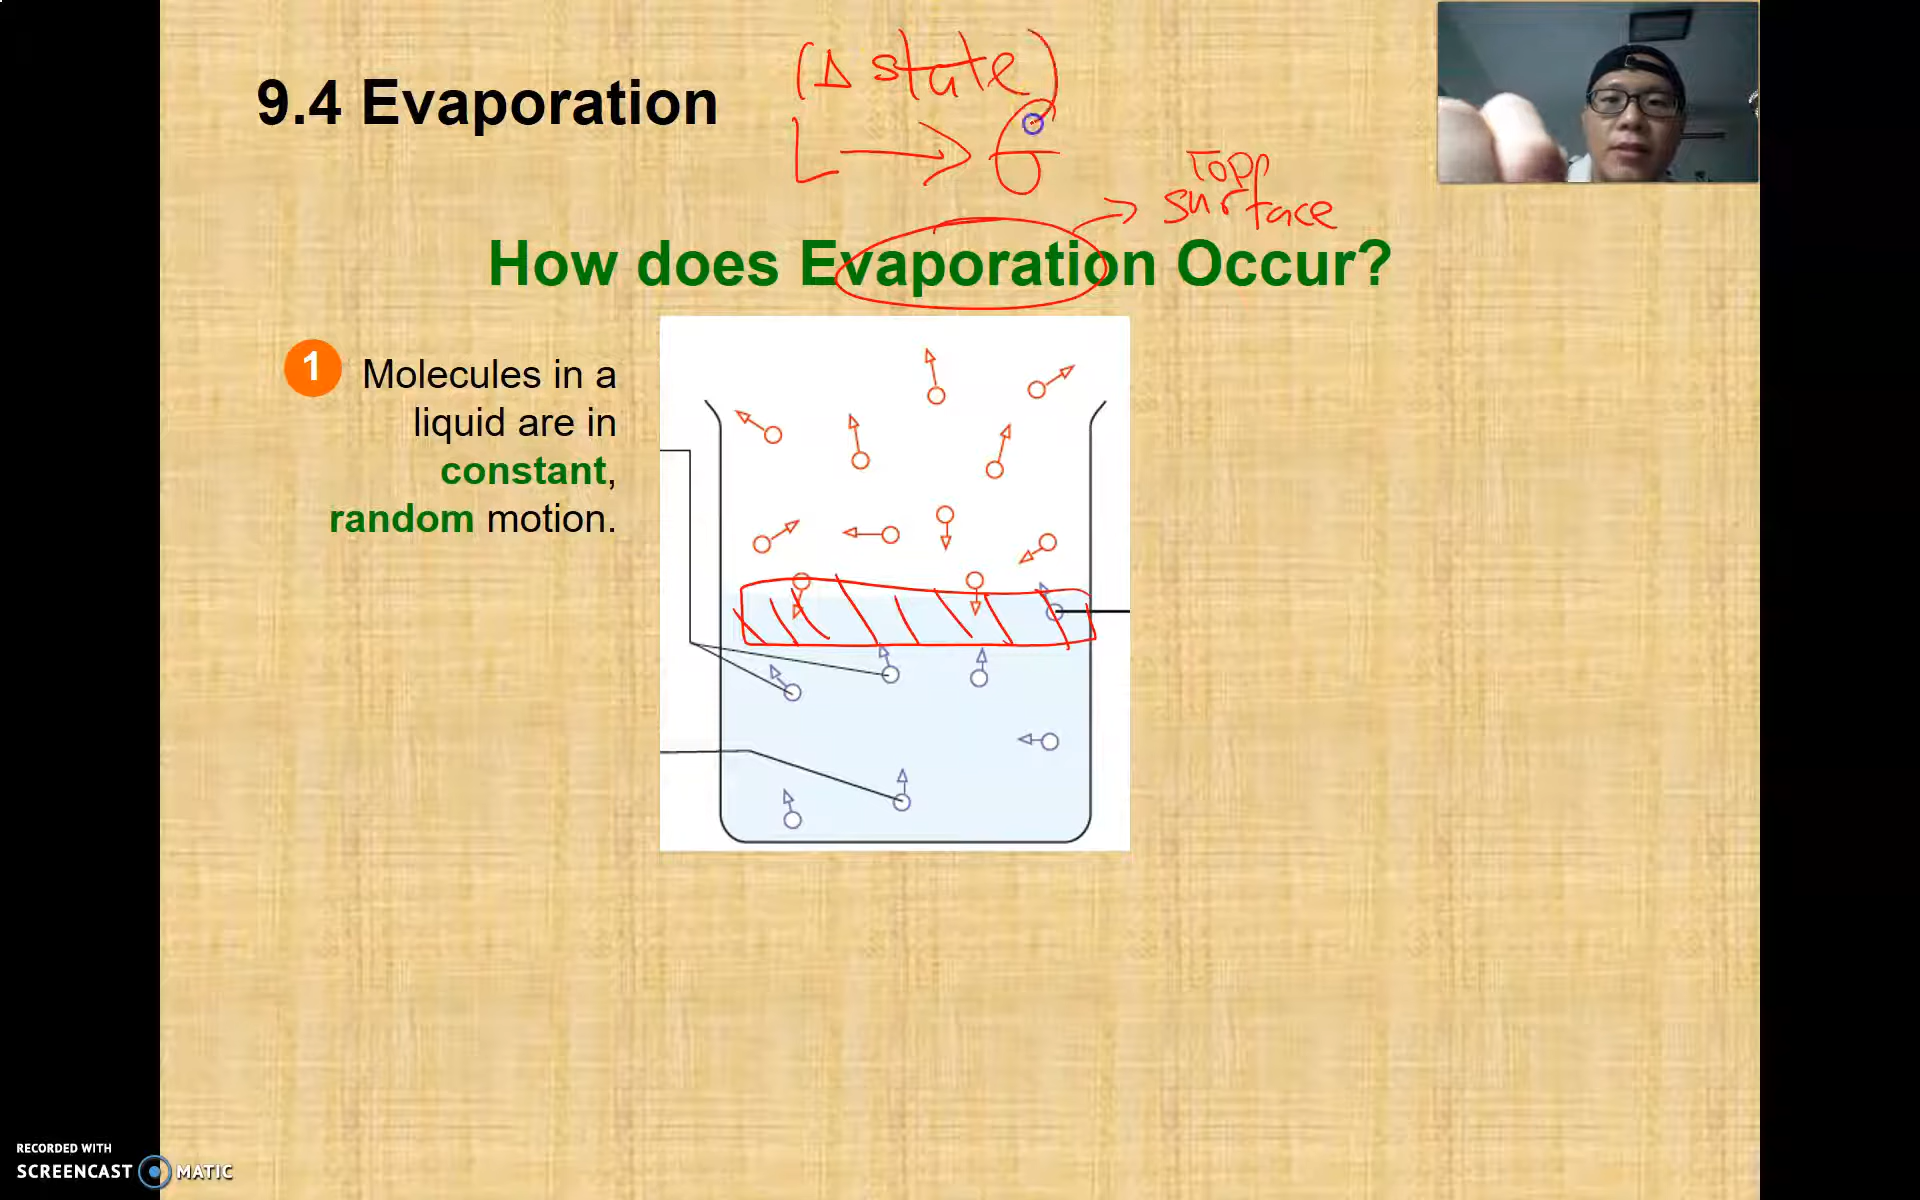 (Δ state)
9.4 Evaporation
L → G
Topp
surface
How does Evaporation Occur?
1 Molecules in a
liquid are in
constant,
random motion.
RECORDED WITH
SCREENCAST MATIC